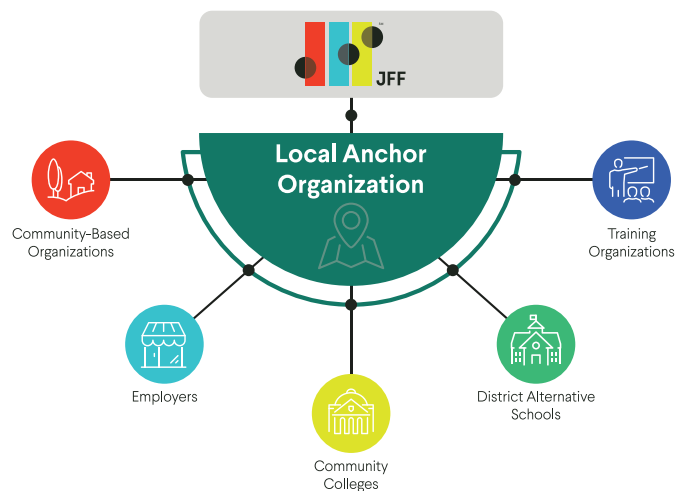 JFF
Local Anchor
Organization
Community-Based
Organizations
Training
Organizations
Employers
District Alternative
Schools
Community
Colleges